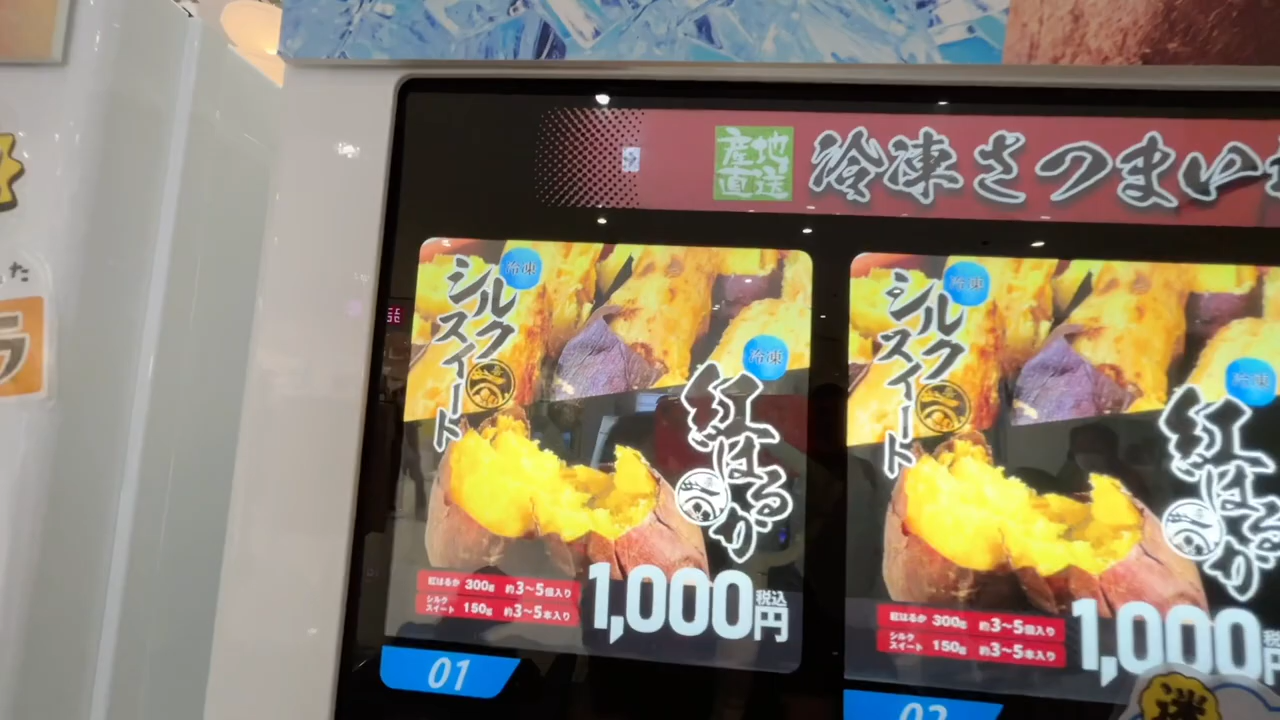 産地
直送
冷凍さつまい
冷凍
シルク
スイート
冷凍
紅はるか
紅はるか 300g 約3～5個入り
シルク
スイート 150g 約3～5本入り
1,000円
税込
01
冷凍
シルク
スイート
冷凍
紅はるか
紅はるか 300g 約3～5個入り
シルク
スイート 150g 約3～5本入り
1,000円
02
迷
た
ラ